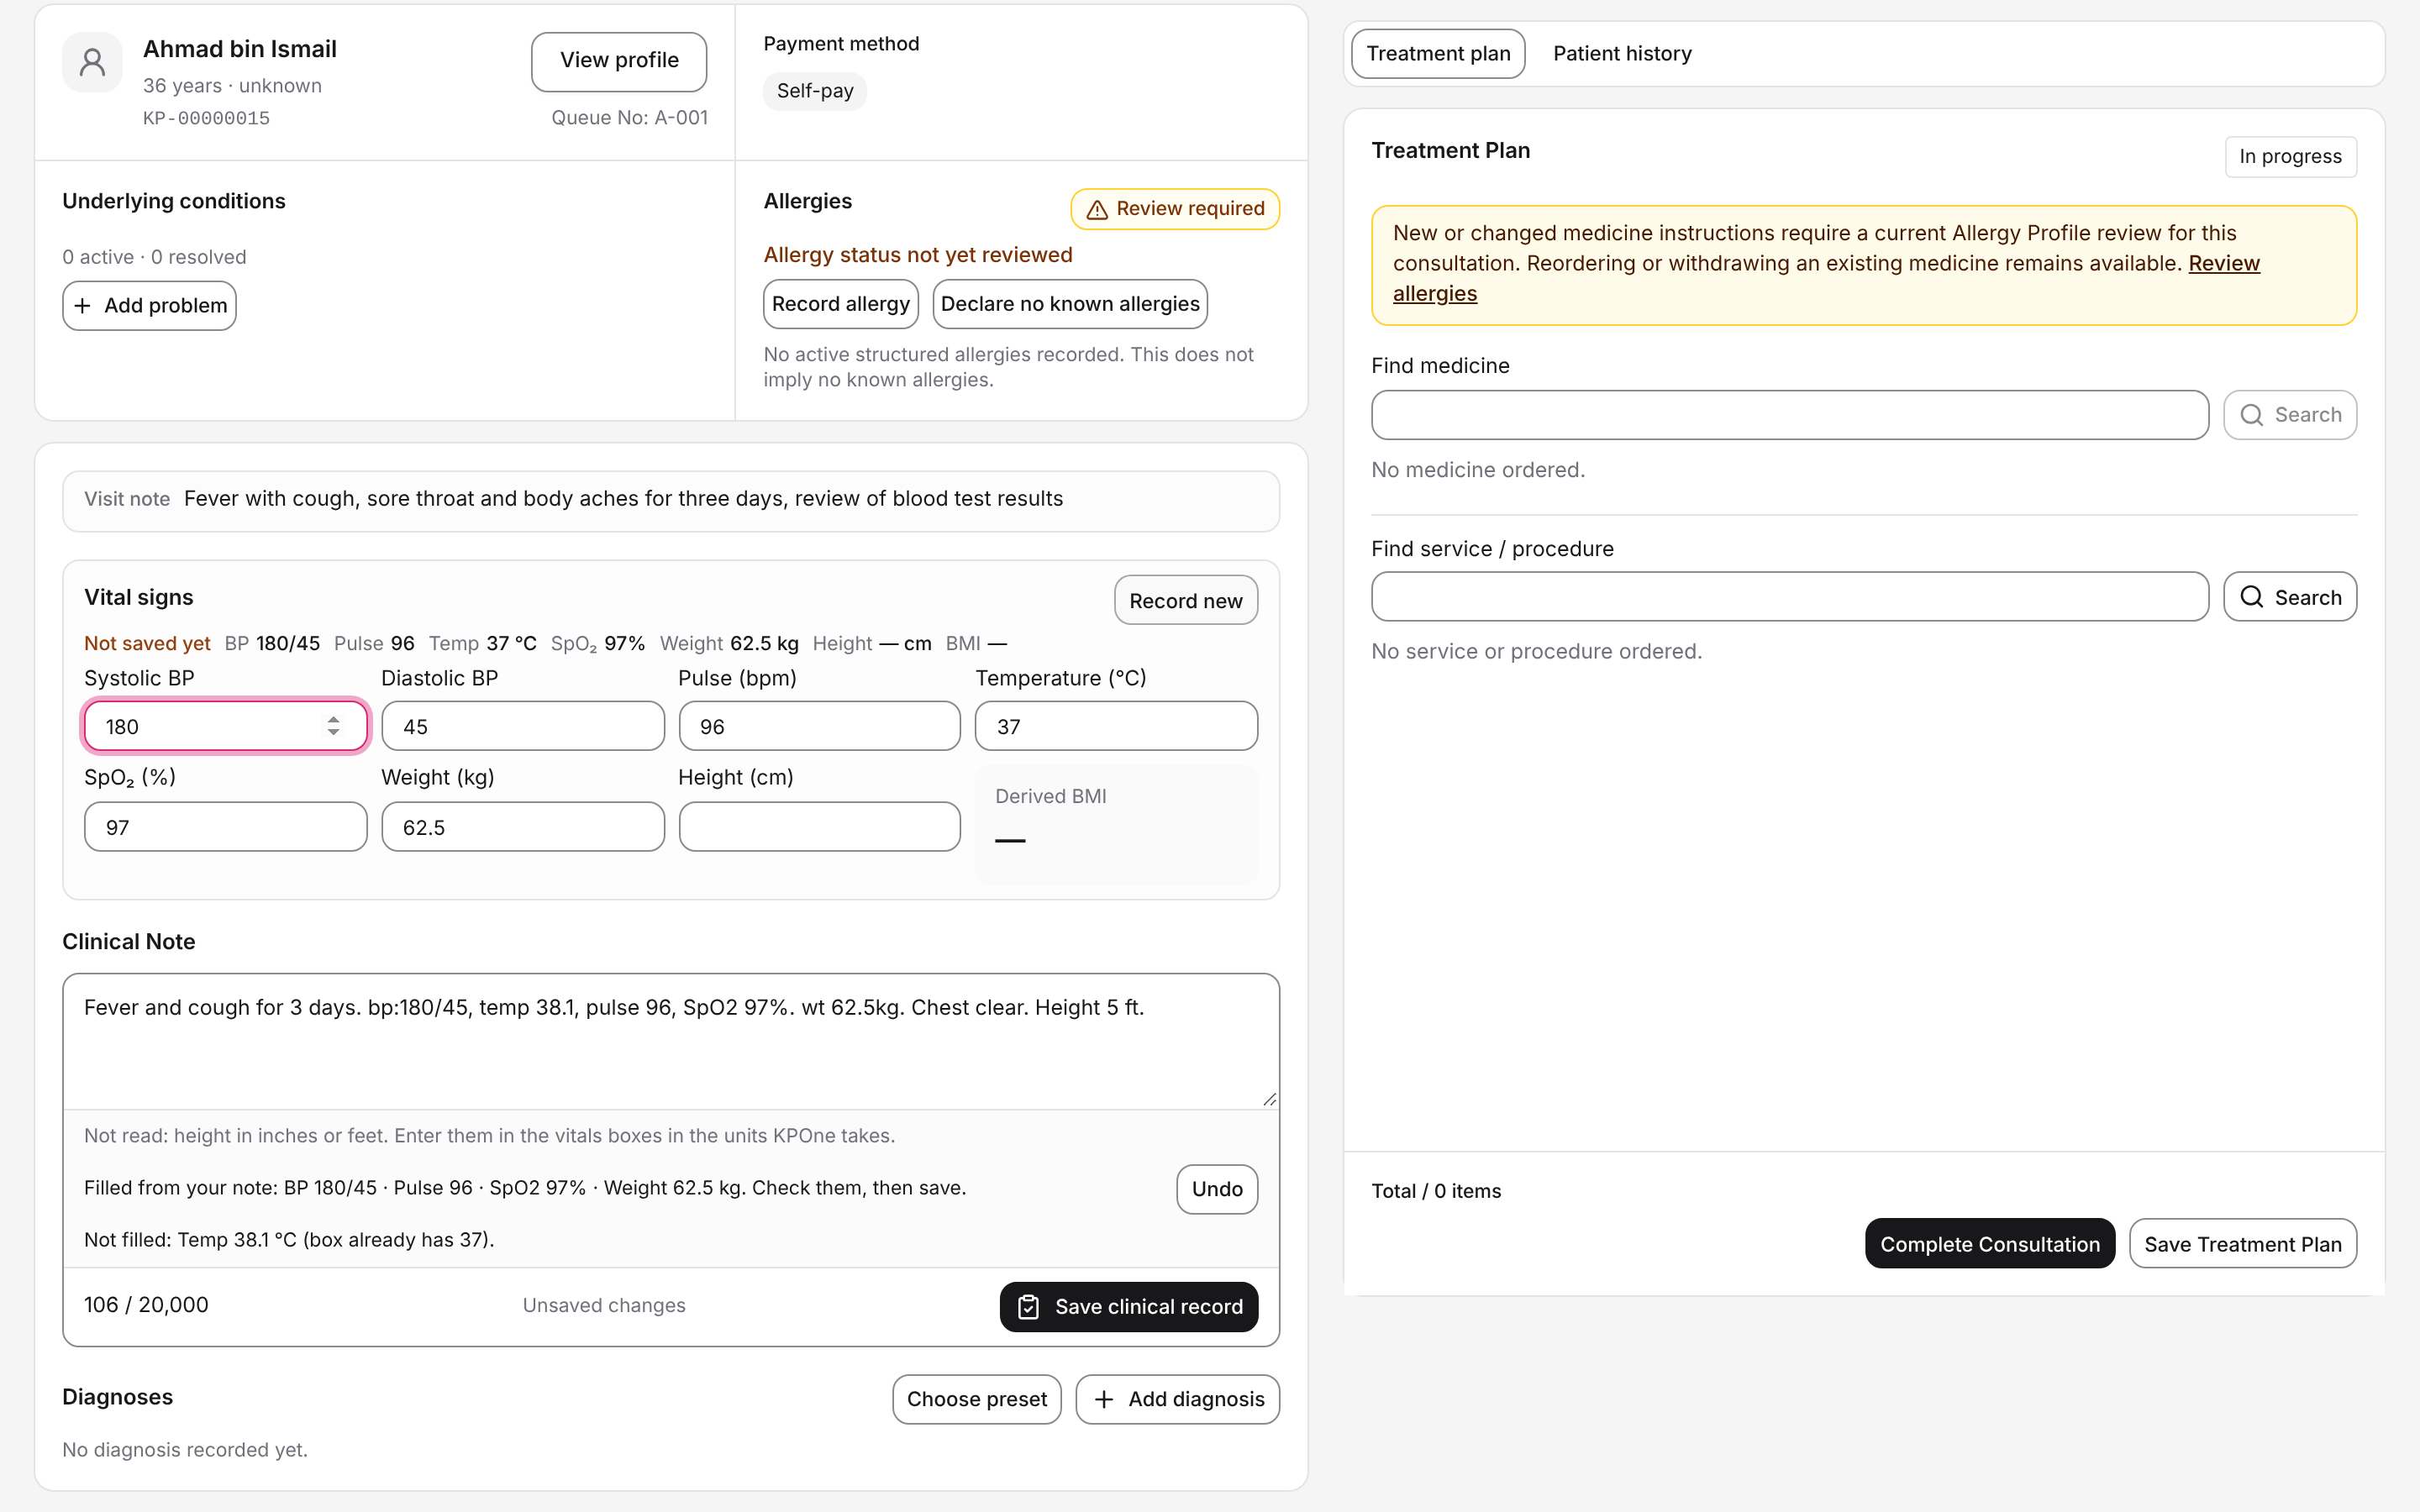 Ahmad bin Ismail
36 years · unknown
KP-00000015
View profile
Queue No: A-001
Payment method
Self-pay
Underlying conditions
0 active · 0 resolved
+ Add problem
Allergies
Review required
Allergy status not yet reviewed
Record allergy
Declare no known allergies
No active structured allergies recorded. This does not
imply no known allergies.
Visit note Fever with cough, sore throat and body aches for three days, review of blood test results
Vital signs
Record new
Not saved yet BP 180/45 Pulse 96 Temp 37 °C SpO₂ 97% Weight 62.5 kg Height — cm BMI —
Systolic BP
180
Diastolic BP
45
Pulse (bpm)
96
Temperature (°C)
37
SpO₂ (%)
97
Weight (kg)
62.5
Height (cm)
Derived BMI
—
Clinical Note
Fever and cough for 3 days. bp:180/45, temp 38.1, pulse 96, SpO2 97%. wt 62.5kg. Chest clear. Height 5 ft.
Not read: height in inches or feet. Enter them in the vitals boxes in the units KPOne takes.
Filled from your note: BP 180/45 · Pulse 96 · SpO2 97% · Weight 62.5 kg. Check them, then save.
Undo
Not filled: Temp 38.1 °C (box already has 37).
106 / 20,000
Unsaved changes
Save clinical record
Diagnoses
Choose preset
+ Add diagnosis
No diagnosis recorded yet.
Treatment plan
Patient history
Treatment Plan
In progress
New or changed medicine instructions require a current Allergy Profile review for this
consultation. Reordering or withdrawing an existing medicine remains available. Review
allergies
Find medicine
Search
No medicine ordered.
Find service / procedure
Search
No service or procedure ordered.
Total / 0 items
Complete Consultation
Save Treatment Plan